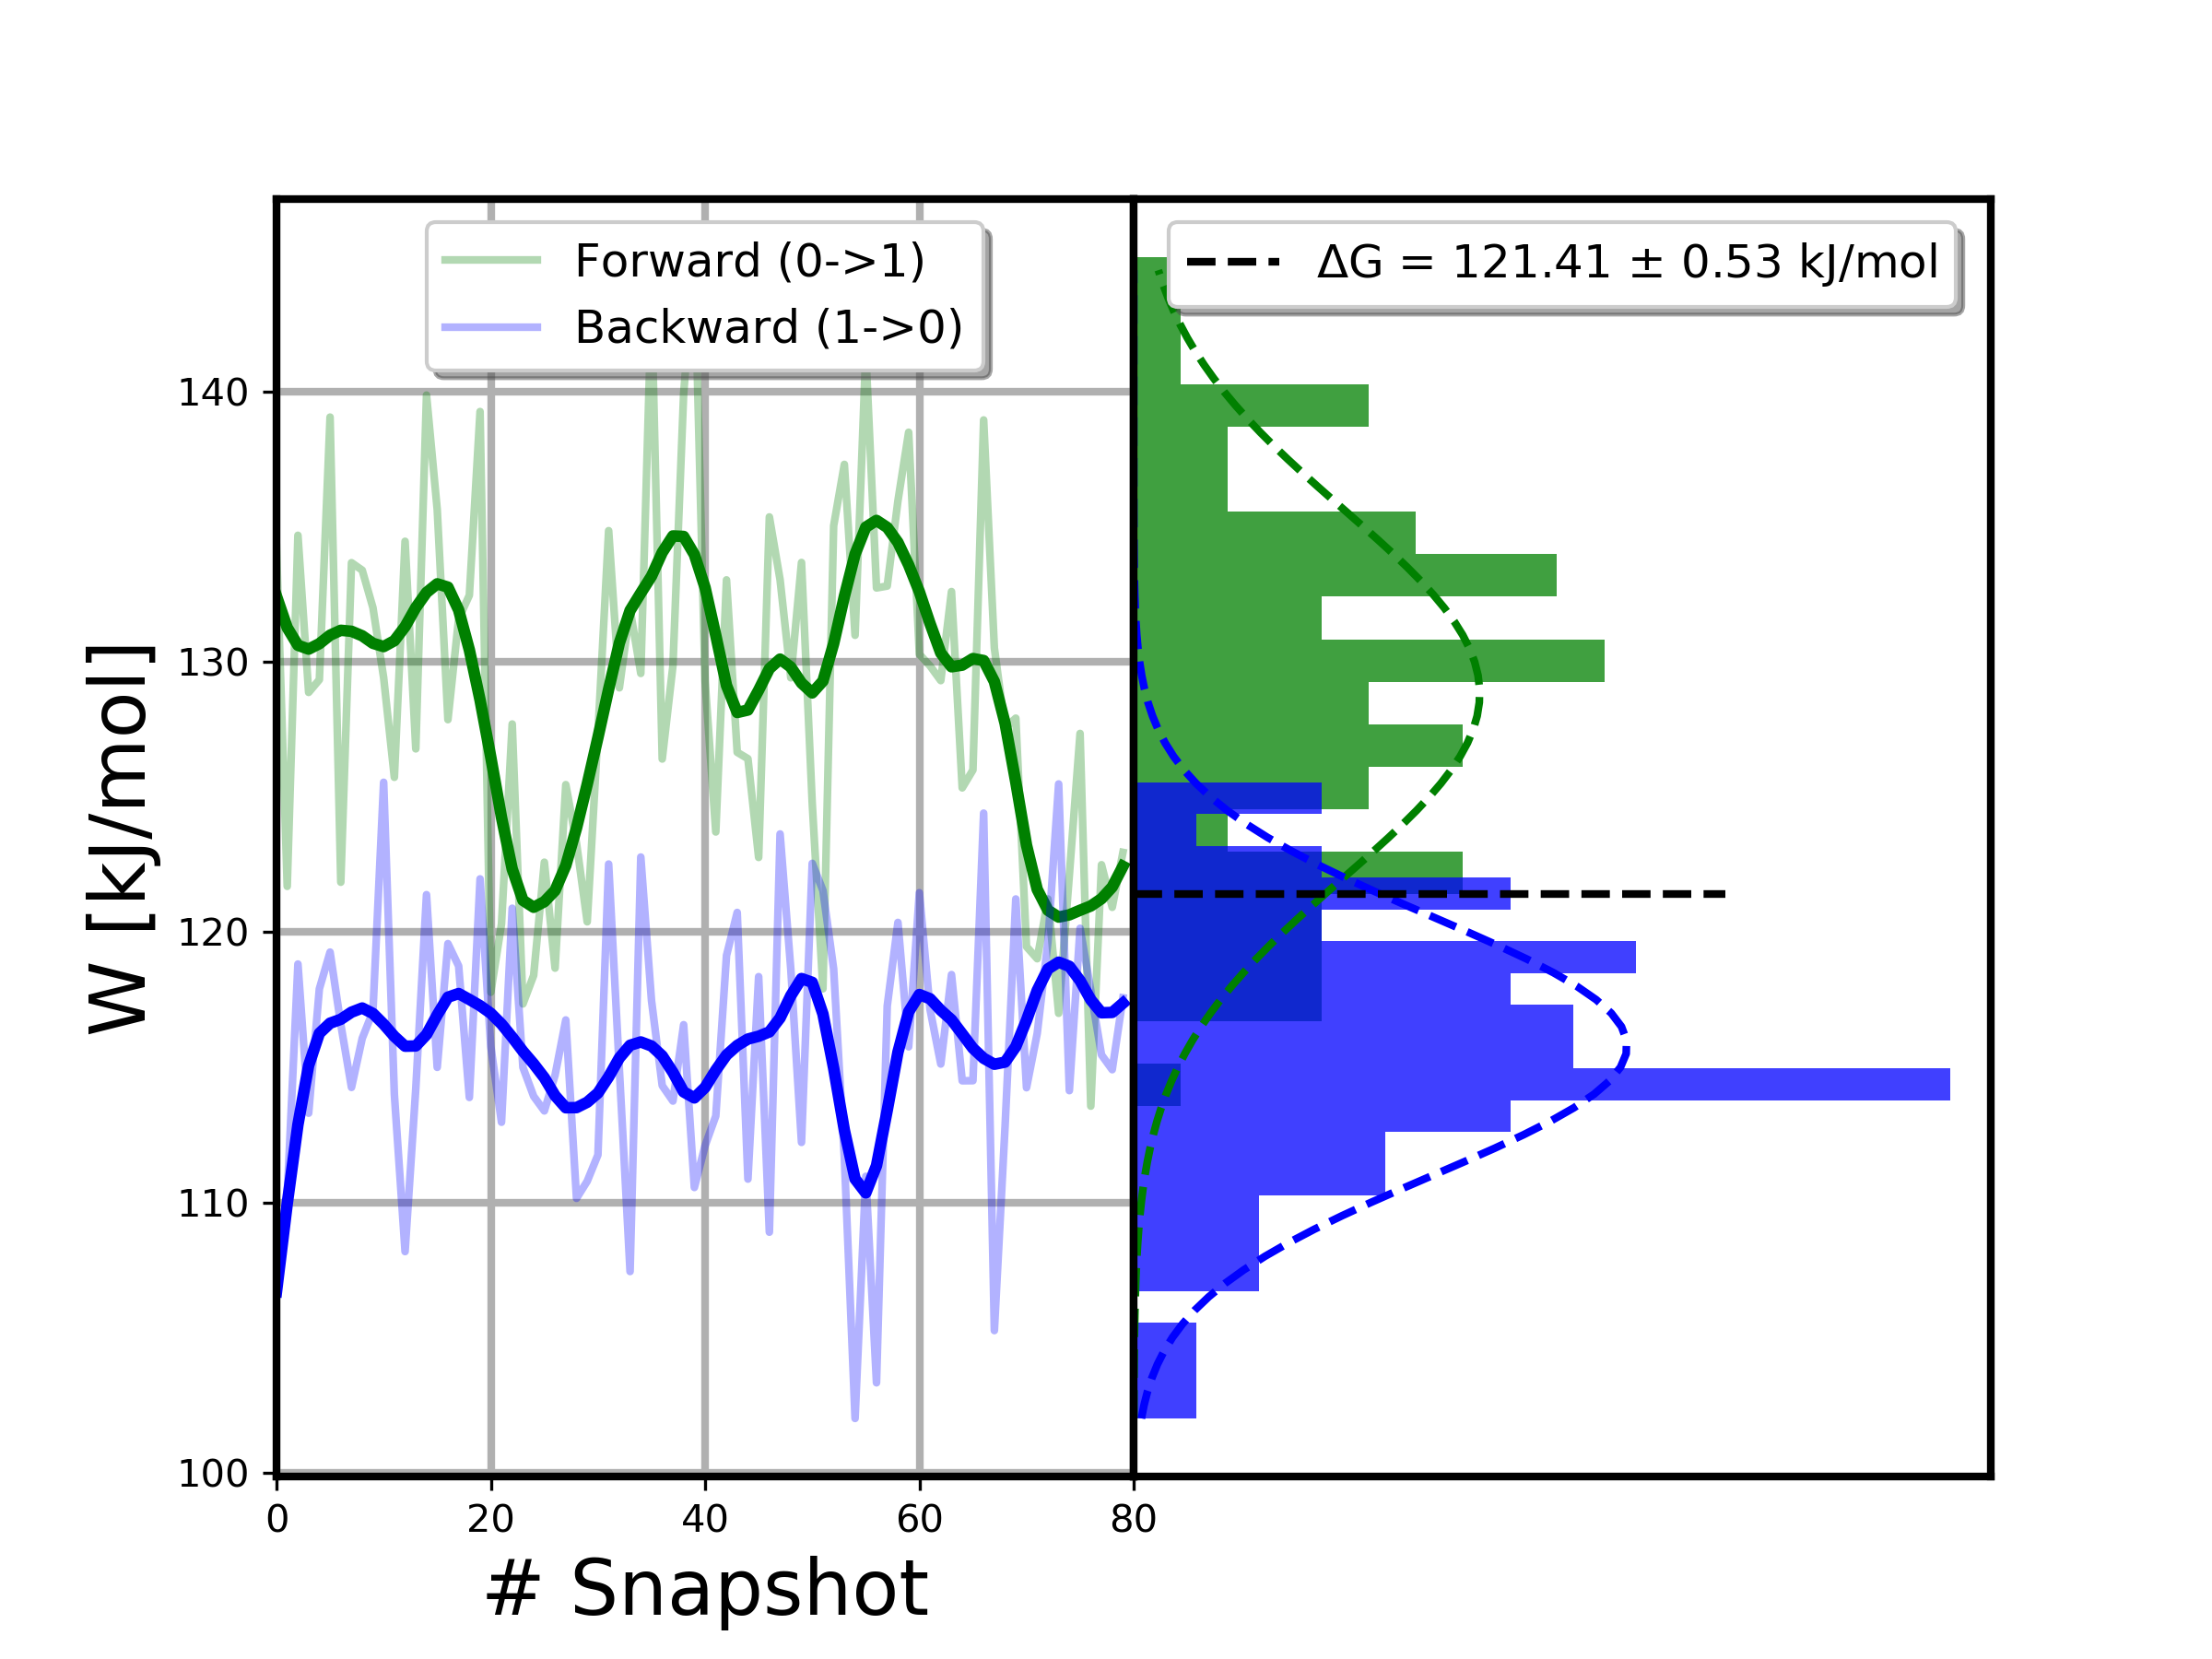 Forward (0->1)
Backward (1->0)
ΔG = 121.41 ± 0.53 kJ/mol
W [kJ/mol]
140
130
120
110
100
0 20 40 60 80
# Snapshot